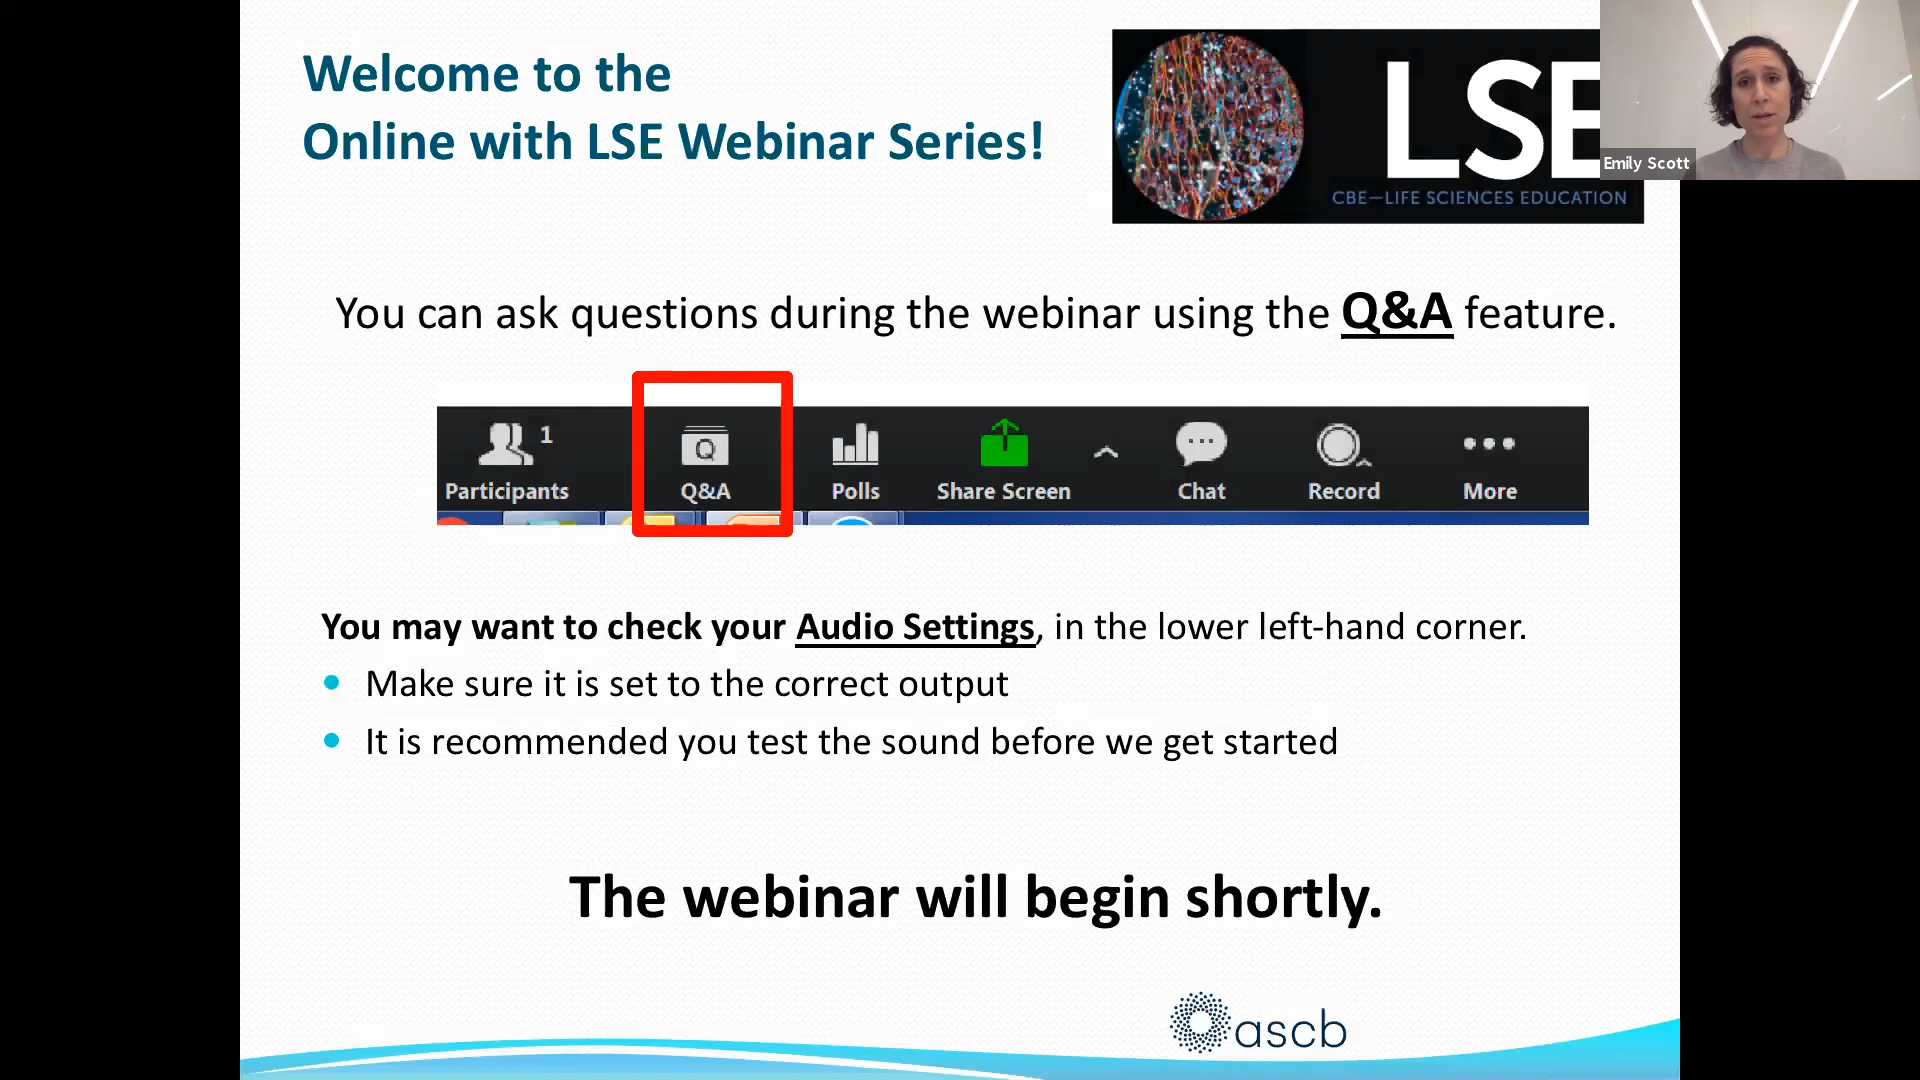 Welcome to the
Online with LSE Webinar Series!
LSE
CBE—LIFE SCIENCES EDUCATION
Emily Scott
You can ask questions during the webinar using the Q&A feature.
1
Q
Participants Q&A Polls Share Screen Chat Record More
You may want to check your Audio Settings, in the lower left-hand corner.
• Make sure it is set to the correct output
• It is recommended you test the sound before we get started
The webinar will begin shortly.
ascb